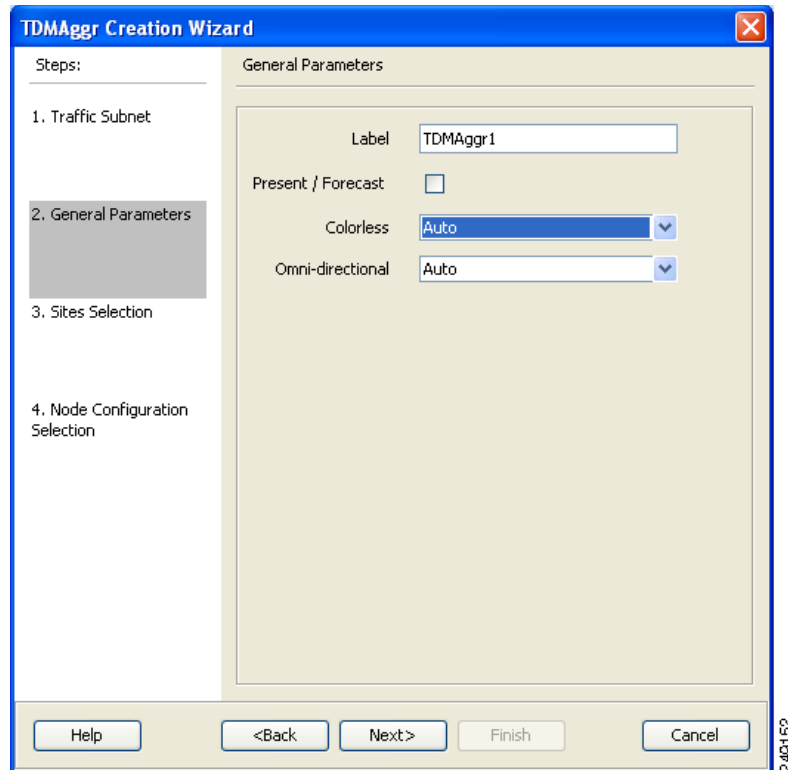 TDMAggr Creation Wizard
Steps:
General Parameters
1. Traffic Subnet
2. General Parameters
3. Sites Selection
4. Node Configuration
Selection
Label
TDMAggr1
Present / Forecast
Colorless
Auto
Omni-directional
Auto
Help
<Back
Next>
Finish
Cancel